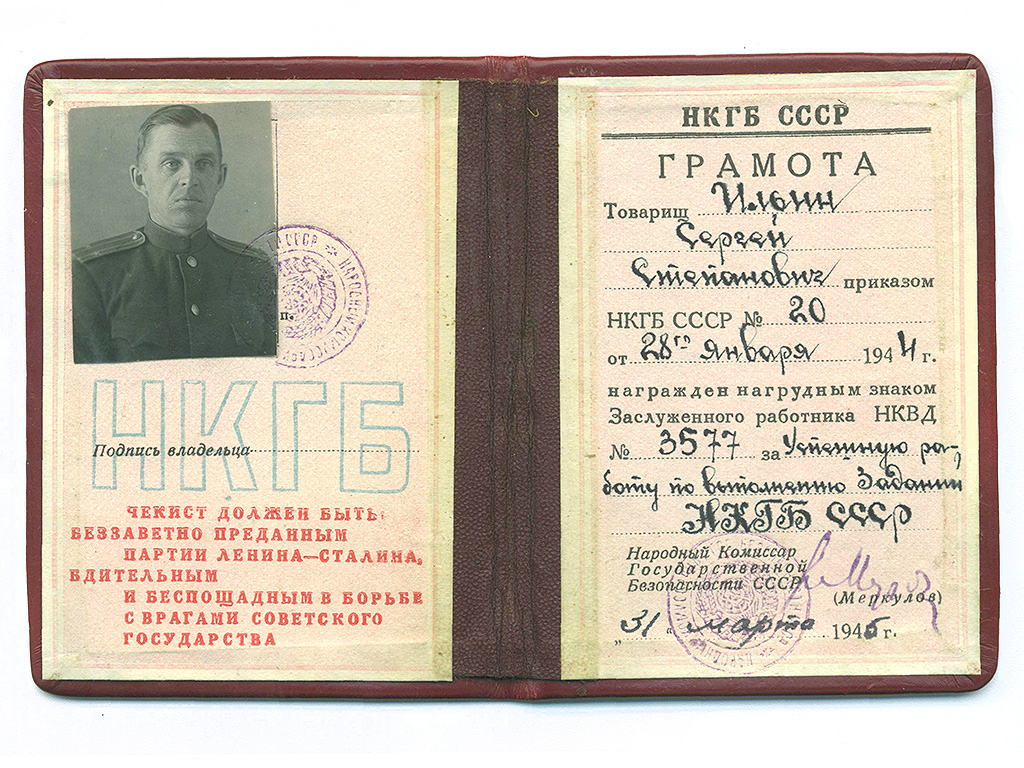 НКГБ
Подпись владельца
ЧЕКИСТ ДОЛЖЕН БЫТЬ:
БЕЗЗАВЕТНО ПРЕДАННЫМ
ПАРТИИ ЛЕНИНА—СТАЛИНА,
БДИТЕЛЬНЫМ
И БЕСПОЩАДНЫМ В БОРЬБЕ
С ВРАГАМИ СОВЕТСКОГО
ГОСУДАРСТВА
НКГБ СССР
ГРАМОТА
Товарищ Ильин
Сергей
Степанович приказом
НКГБ СССР № 20
от 28го января 1944 г.
награжден нагрудным знаком
Заслуженного работника НКВД
№ 3577 за Успешную ра-
боту по выполнению Задании
НКГБ СССР
Народный Комиссар
Государственной
Безопасности СССР
(Меркулов)
„31" марта 1945 г.